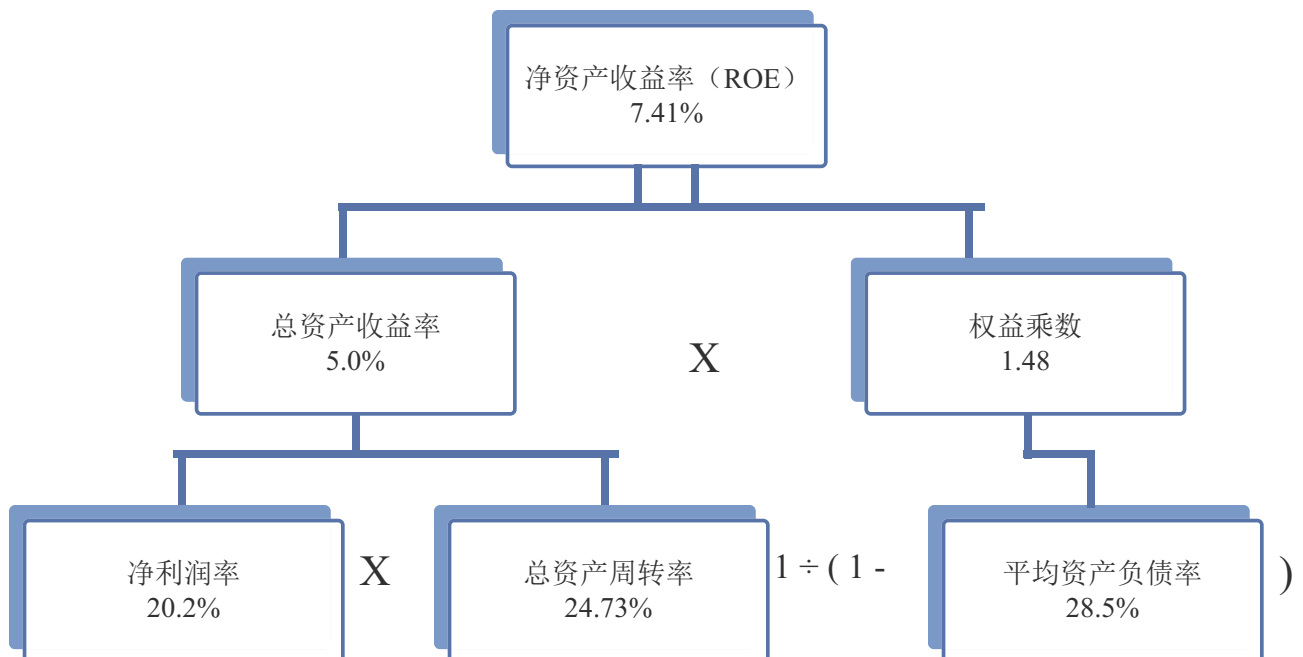 净资产收益率（ROE）
7.41%
总资产收益率
5.0%
X
权益乘数
1.48
净利润率
20.2%
X
总资产周转率
24.73%
1 ÷ ( 1 -
平均资产负债率
28.5%
)